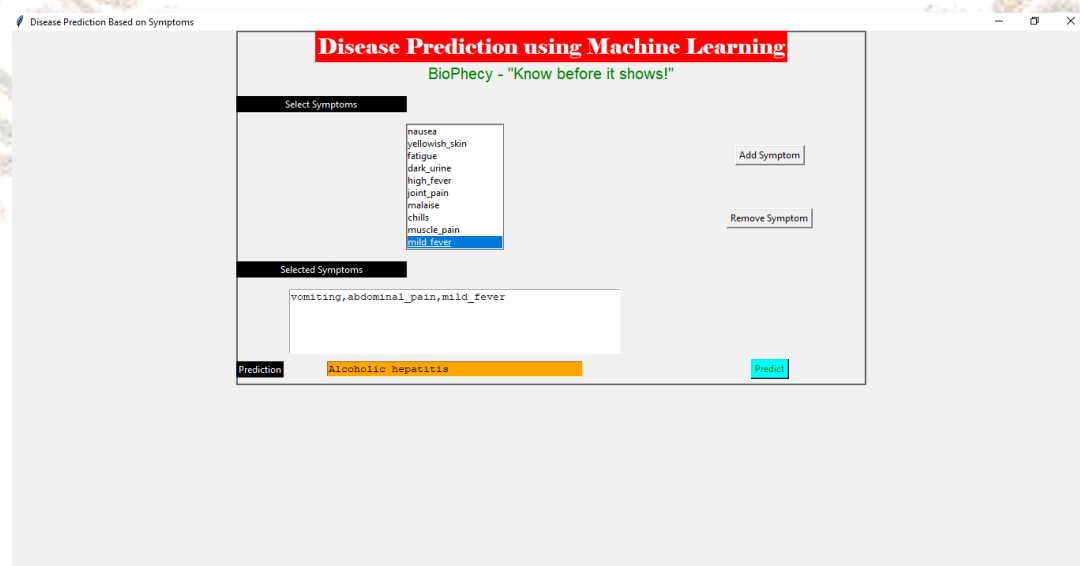 Disease Prediction Based on Symptoms
Disease Prediction using Machine Learning
BioPhecy - "Know before it shows!"
Select Symptoms
nausea
yellowish_skin
fatigue
dark_urine
high_fever
joint_pain
malaise
chills
muscle_pain
mild_fever
Add Symptom
Remove Symptom
Selected Symptoms
vomiting,abdominal_pain,mild_fever
Prediction
Alcoholic hepatitis
Predict